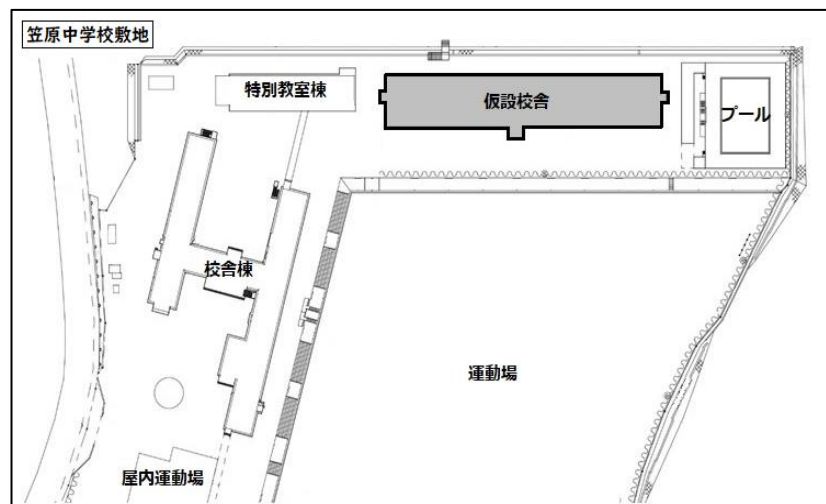 笠原中学校敷地
特別教室棟
仮設校舎
プール
校舎棟
運動場
屋内運動場